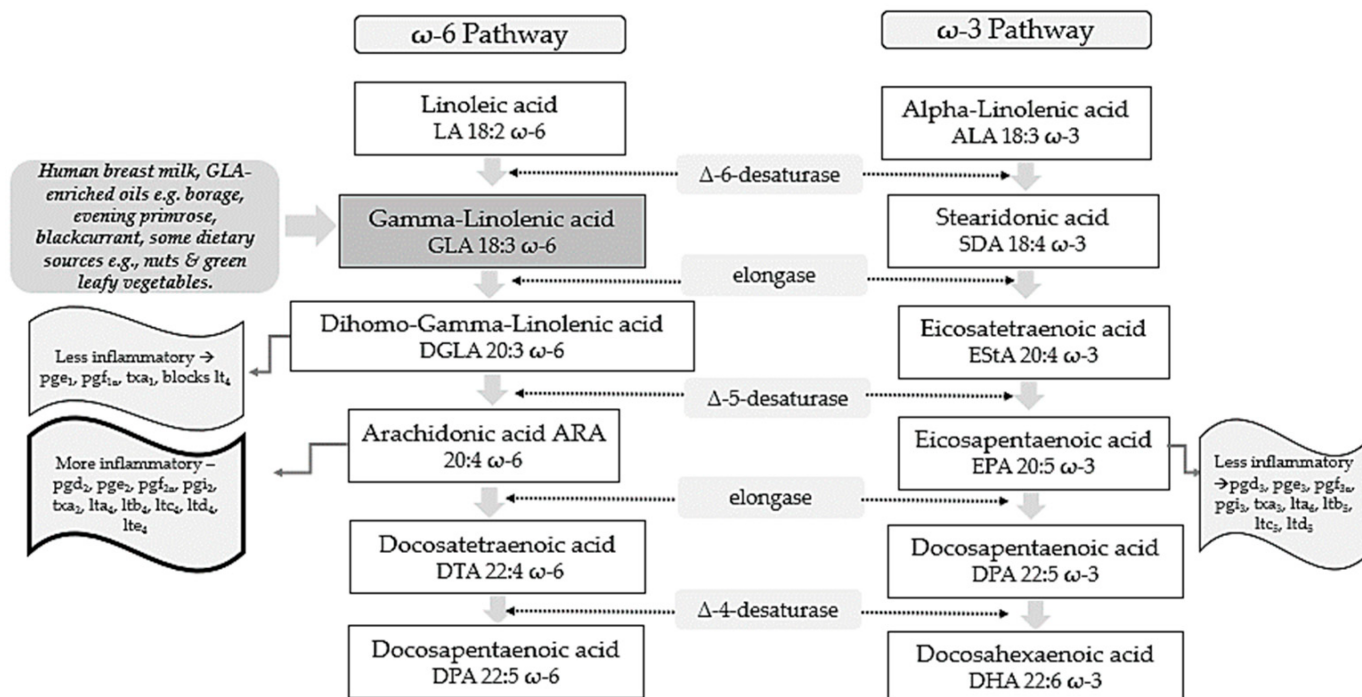 ω-6 Pathway
ω-3 Pathway
Linoleic acid
LA 18:2 ω-6
Alpha-Linolenic acid
ALA 18:3 ω-3
Δ-6-desaturase
Human breast milk, GLA-
enriched oils e.g. borage,
evening primrose,
blackcurrant, some dietary
sources e.g., nuts & green
leafy vegetables.
Gamma-Linolenic acid
GLA 18:3 ω-6
Stearidonic acid
SDA 18:4 ω-3
elongase
Dihomo-Gamma-Linolenic acid
DGLA 20:3 ω-6
Eicosatetraenoic acid
EStA 20:4 ω-3
Less inflammatory →
pge₁, pgf₁ₐ, txa₁, blocks lt₄
Δ-5-desaturase
Arachidonic acid ARA
20:4 ω-6
Eicosapentaenoic acid
EPA 20:5 ω-3
More inflammatory –
pgd₂, pge₂, pgf₂ₐ, pgi₂,
txa₂, lta₄, ltb₄, ltc₄, ltd₄,
lte₄
Less inflammatory
→pgd₃, pge₃, pgf₃ₐ,
pgi₃, txa₃, lta₆, ltb₅,
ltc₅, ltd₅
elongase
Docosatetraenoic acid
DTA 22:4 ω-6
Docosapentaenoic acid
DPA 22:5 ω-3
Δ-4-desaturase
Docosapentaenoic acid
DPA 22:5 ω-6
Docosahexaenoic acid
DHA 22:6 ω-3